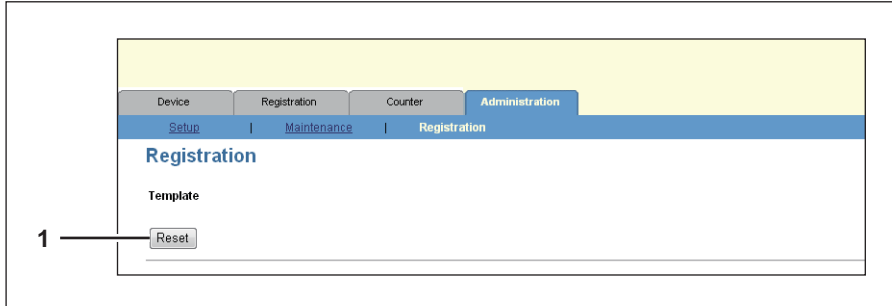 Device Registration Counter Administration
Setup | Maintenance | Registration
Registration
Template
1 Reset